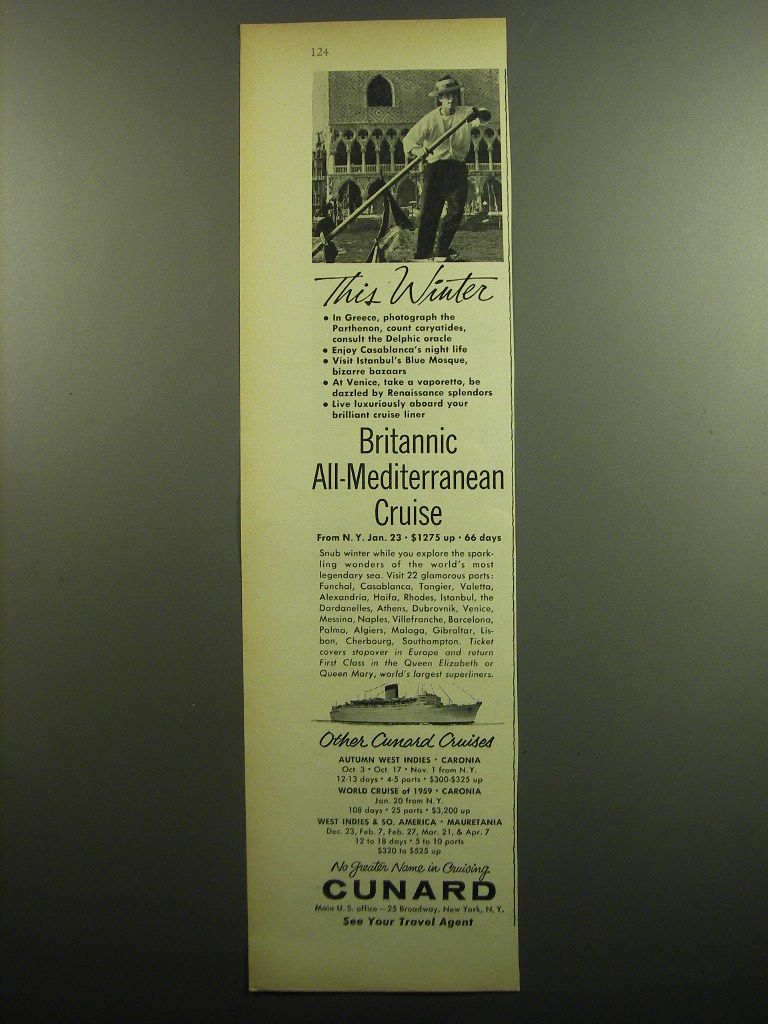 124
This Winter
• In Greece, photograph the
Parthenon, count caryatides,
consult the Delphic oracle
• Enjoy Casablanca's night life
• Visit Istanbul's Blue Mosque,
bizarre bazaars
• At Venice, take a vaporetto, be
dazzled by Renaissance splendors
• Live luxuriously aboard your
brilliant cruise liner
Britannic
All-Mediterranean
Cruise
From N. Y. Jan. 23 • $1275 up • 66 days
Snub winter while you explore the spark-
ling wonders of the world's most
legendary sea. Visit 22 glamorous ports:
Funchal, Casablanca, Tangier, Valetta,
Alexandria, Haifa, Rhodes, Istanbul, the
Dardanelles, Athens, Dubrovnik, Venice,
Messina, Naples, Villefranche, Barcelona,
Palma, Algiers, Malaga, Gibraltar, Lis-
bon, Cherbourg, Southampton. Ticket
covers stopover in Europe and return
First Class in the Queen Elizabeth or
Queen Mary, world's largest superliners.
Other Cunard Cruises
AUTUMN WEST INDIES • CARONIA
Oct. 3 • Oct. 17 • Nov. 1 from N.Y.
12-13 days • 4-5 ports • $300-$325 up
WORLD CRUISE of 1959 • CARONIA
Jan. 20 from N.Y.
108 days • 25 ports • $3,200 up
WEST INDIES & SO. AMERICA • MAURETANIA
Dec. 23, Feb. 7, Feb. 27, Mar. 21, & Apr. 7
12 to 18 days • 5 to 10 ports
$320 to $525 up
No Greater Name in Cruising
CUNARD
Main U. S. office—25 Broadway, New York, N. Y.
See Your Travel Agent